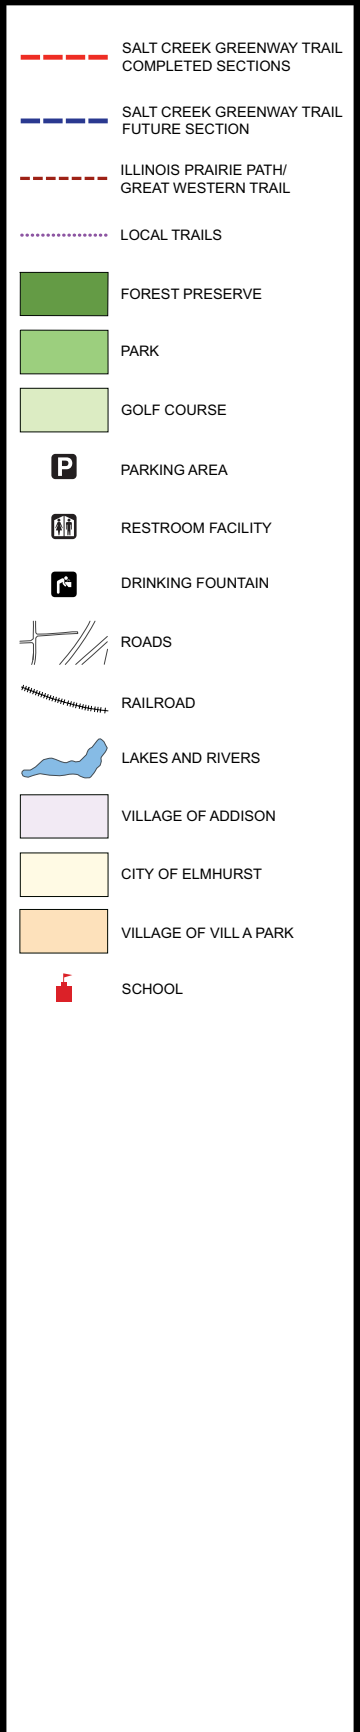 SALT CREEK GREENWAY TRAIL
COMPLETED SECTIONS
SALT CREEK GREENWAY TRAIL
FUTURE SECTION
ILLINOIS PRAIRIE PATH/
GREAT WESTERN TRAIL
LOCAL TRAILS
FOREST PRESERVE
PARK
GOLF COURSE
P PARKING AREA
RESTROOM FACILITY
DRINKING FOUNTAIN
ROADS
RAILROAD
LAKES AND RIVERS
VILLAGE OF ADDISON
CITY OF ELMHURST
VILLAGE OF VILL A PARK
SCHOOL